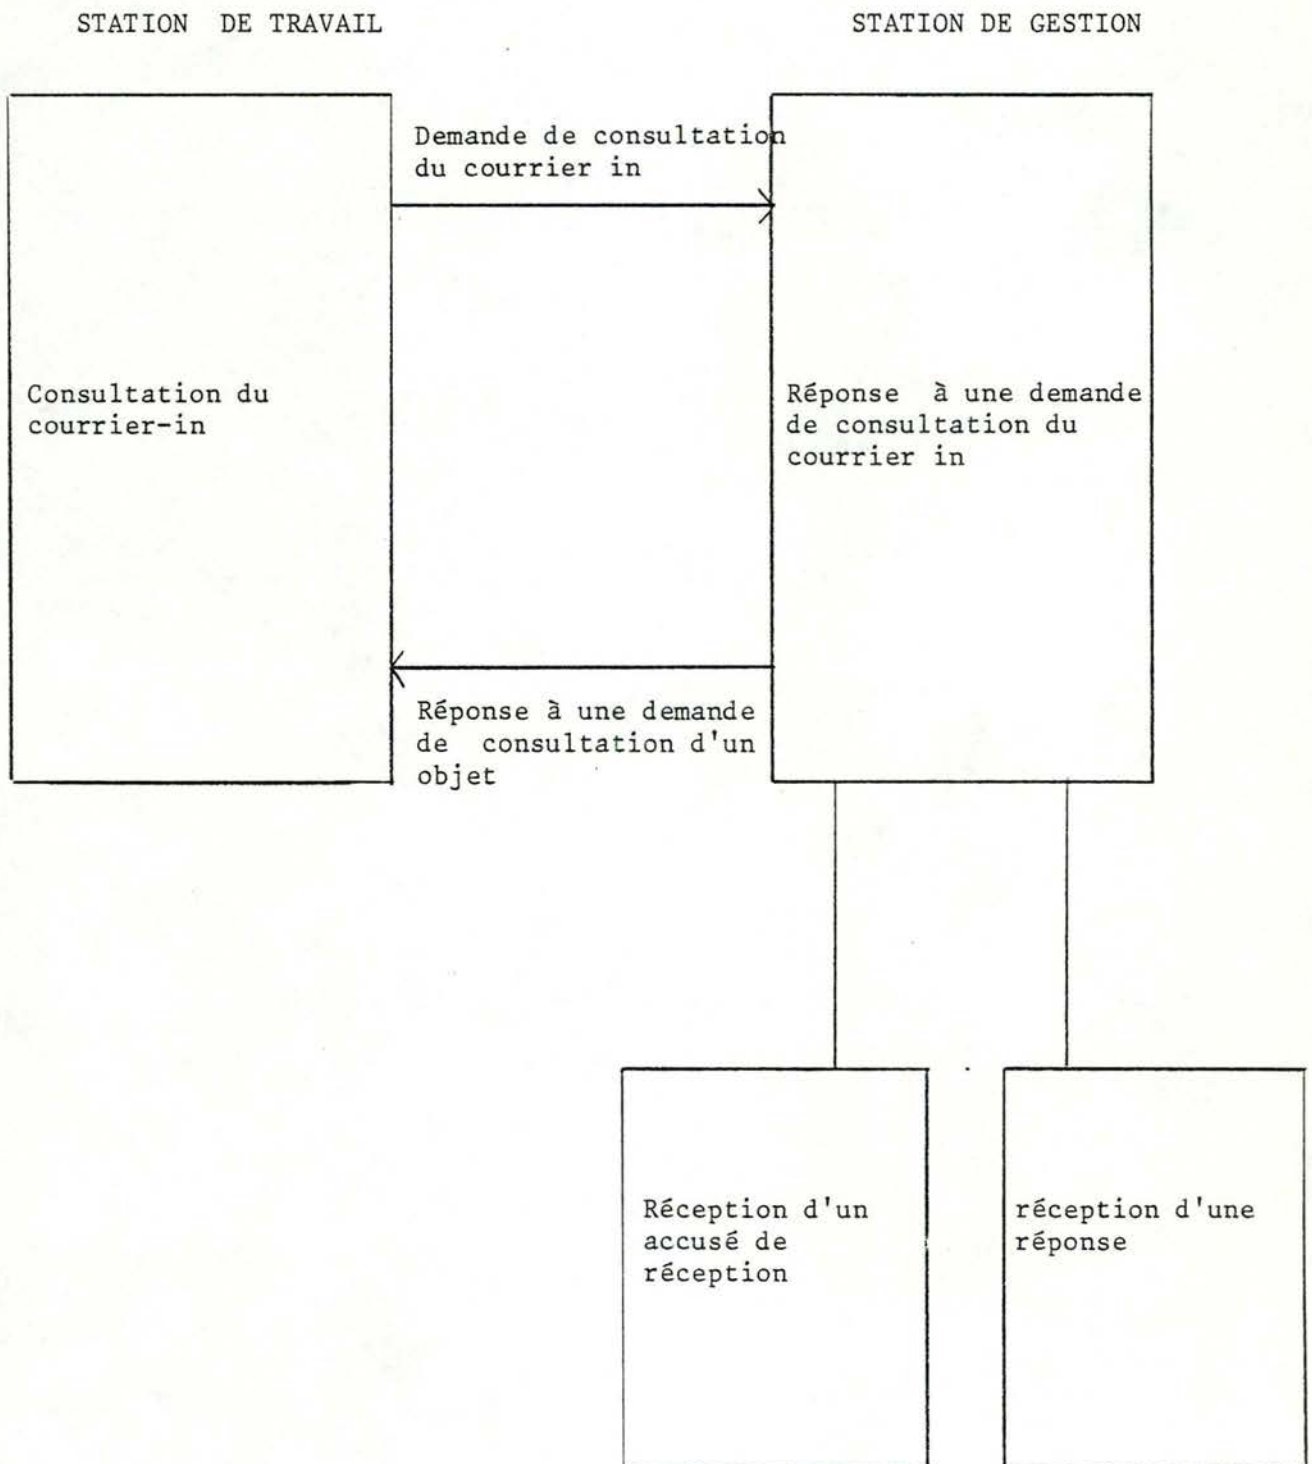 STATION DE TRAVAIL
STATION DE GESTION
Demande de consultation
du courrier in
Consultation du
courrier-in
Réponse à une demande
de consultation du
courrier in
Réponse à une demande
de consultation d'un
objet
Réception d'un
accusé de
réception
réception d'une
réponse